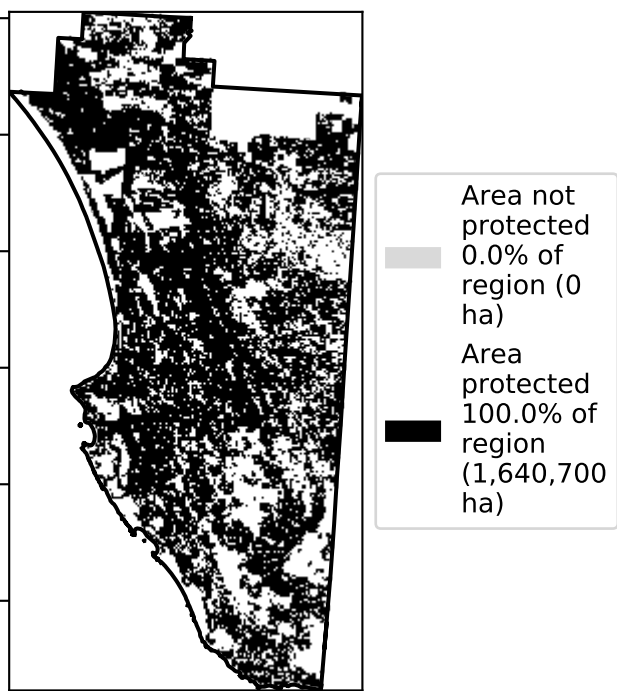 Area not
protected
0.0% of
region (0
ha)
Area
protected
100.0% of
region
(1,640,700
ha)